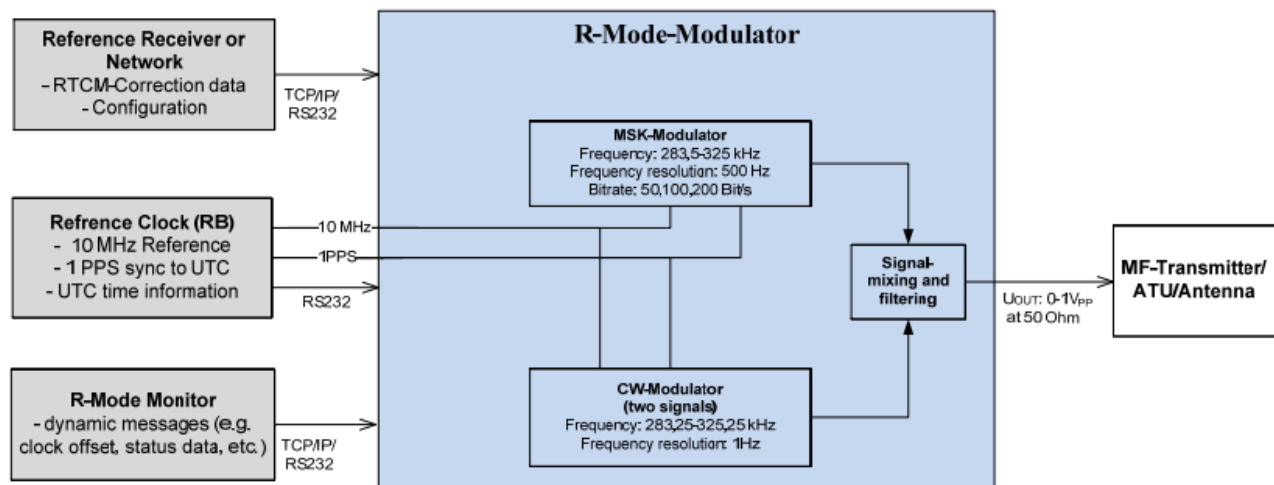 R-Mode-Modulator
Reference Receiver or
Network
- RTCM-Correction data
- Configuration
TCP/IP/
RS232
MSK-Modulator
Frequency: 283,5-325 kHz
Frequency resolution: 500 Hz
Bitrate: 50,100,200 Bit/s
Refrence Clock (RB)
- 10 MHz Reference
- 1 PPS sync to UTC
- UTC time information
10 MHz
1PPS
RS232
Signal-
mixing and
filtering
UOUT: 0-1VPP
at 50 Ohm
MF-Transmitter/
ATU/Antenna
R-Mode Monitor
- dynamic messages (e.g.
clock offset, status data, etc.)
TCP/IP/
RS232
CW-Modulator
(two signals)
Frequency: 283,25-325,25 kHz
Frequency resolution: 1Hz